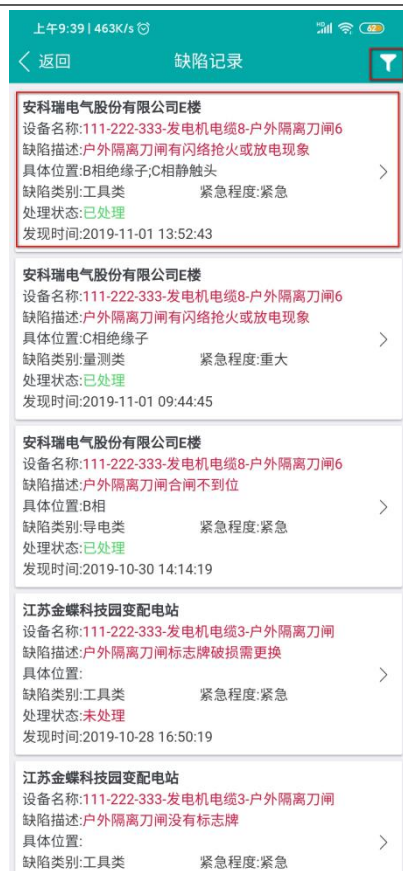 上午9:39 | 463K/s
HD 62
返回 缺陷记录
安科瑞电气股份有限公司E楼
设备名称:111-222-333-发电机电缆8-户外隔离刀闸6
缺陷描述:户外隔离刀闸有闪络抢火或放电现象
具体位置:B相绝缘子;C相静触头
缺陷类别:工具类 紧急程度:紧急
处理状态:已处理
发现时间:2019-11-01 13:52:43
安科瑞电气股份有限公司E楼
设备名称:111-222-333-发电机电缆8-户外隔离刀闸6
缺陷描述:户外隔离刀闸有闪络抢火或放电现象
具体位置:C相绝缘子
缺陷类别:量测类 紧急程度:重大
处理状态:已处理
发现时间:2019-11-01 09:44:45
安科瑞电气股份有限公司E楼
设备名称:111-222-333-发电机电缆8-户外隔离刀闸6
缺陷描述:户外隔离刀闸合闸不到位
具体位置:B相
缺陷类别:导电类 紧急程度:紧急
处理状态:已处理
发现时间:2019-10-30 14:14:19
江苏金蝶科技园变配电站
设备名称:111-222-333-发电机电缆3-户外隔离刀闸
缺陷描述:户外隔离刀闸标志牌破损需更换
具体位置:
缺陷类别:工具类 紧急程度:紧急
处理状态:未处理
发现时间:2019-10-28 16:50:19
江苏金蝶科技园变配电站
设备名称:111-222-333-发电机电缆3-户外隔离刀闸
缺陷描述:户外隔离刀闸没有标志牌
具体位置:
缺陷类别:工具类 紧急程度:紧急